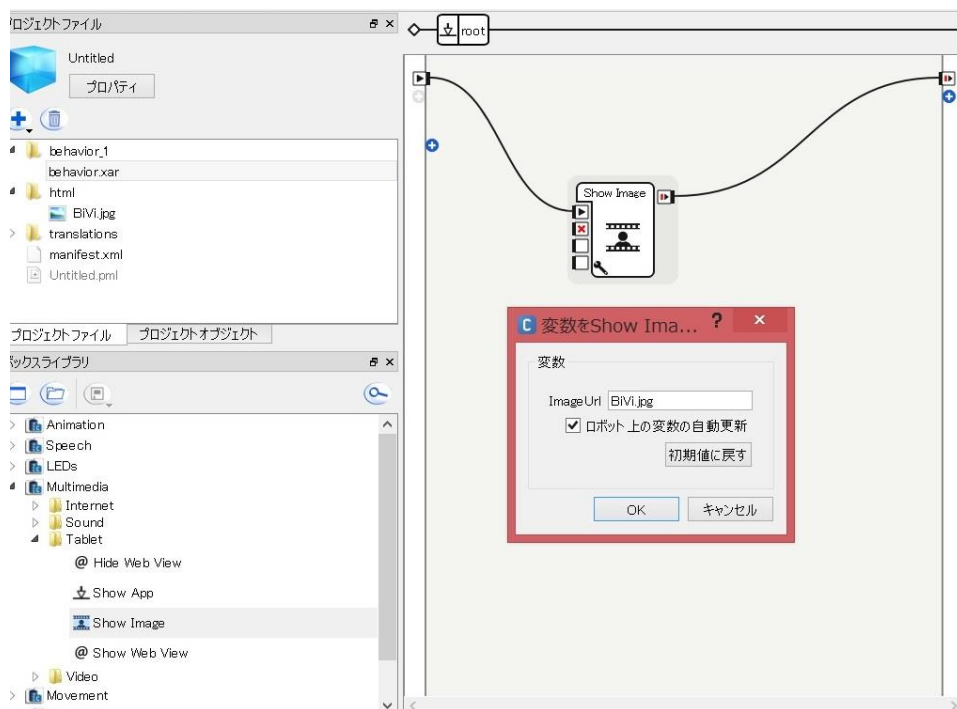 プロジェクトファイル
Untitled
プロパティ
behavior_1
behavior.xar
html
BiVi.jpg
translations
manifest.xml
Untitled.pml
プロジェクトファイル
プロジェクトオブジェクト
ボックスライブラリ
Animation
Speech
LEDs
Multimedia
Internet
Sound
Tablet
@ Hide Web View
Show App
Show Image
@ Show Web View
Video
Movement
root
Show Image
C 変数をShow Ima... ? ×
変数
ImageUrl BiVi.jpg
ロボット上の変数の自動更新
初期値に戻す
OK キャンセル